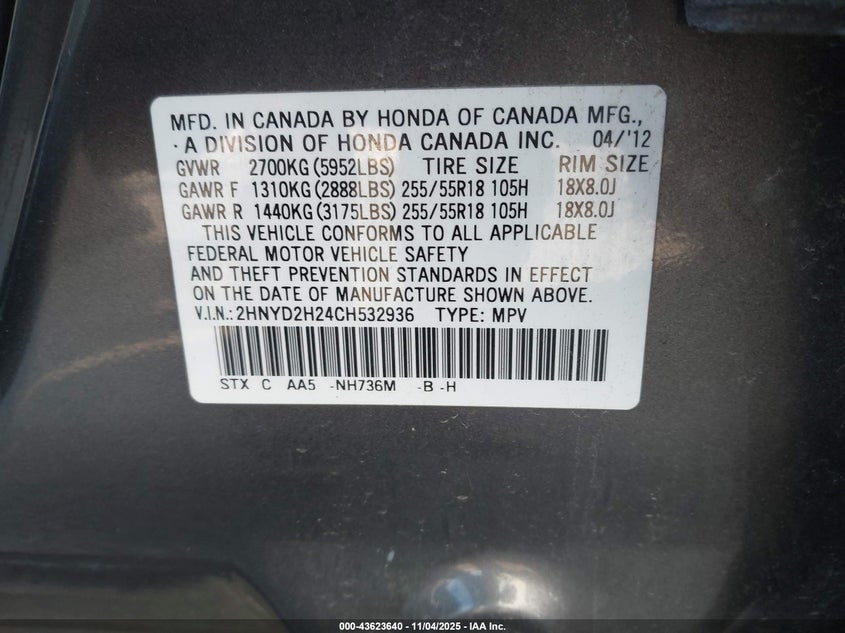 MFD. IN CANADA BY HONDA OF CANADA MFG.,
A DIVISION OF HONDA CANADA INC. 04/'12
GVWR 2700KG (5952LBS) TIRE SIZE RIM SIZE
GAWR F 1310KG (2888LBS) 255/55R18 105H 18X8.0J
GAWR R 1440KG (3175LBS) 255/55R18 105H 18X8.0J
THIS VEHICLE CONFORMS TO ALL APPLICABLE
FEDERAL MOTOR VEHICLE SAFETY
AND THEFT PREVENTION STANDARDS IN EFFECT
ON THE DATE OF MANUFACTURE SHOWN ABOVE.
V.I.N.: 2HNYD2H24CH532936 TYPE: MPV
STX C AA5 -NH736M -B -H
000-43623640 - 11/04/2025 - IAA Inc.